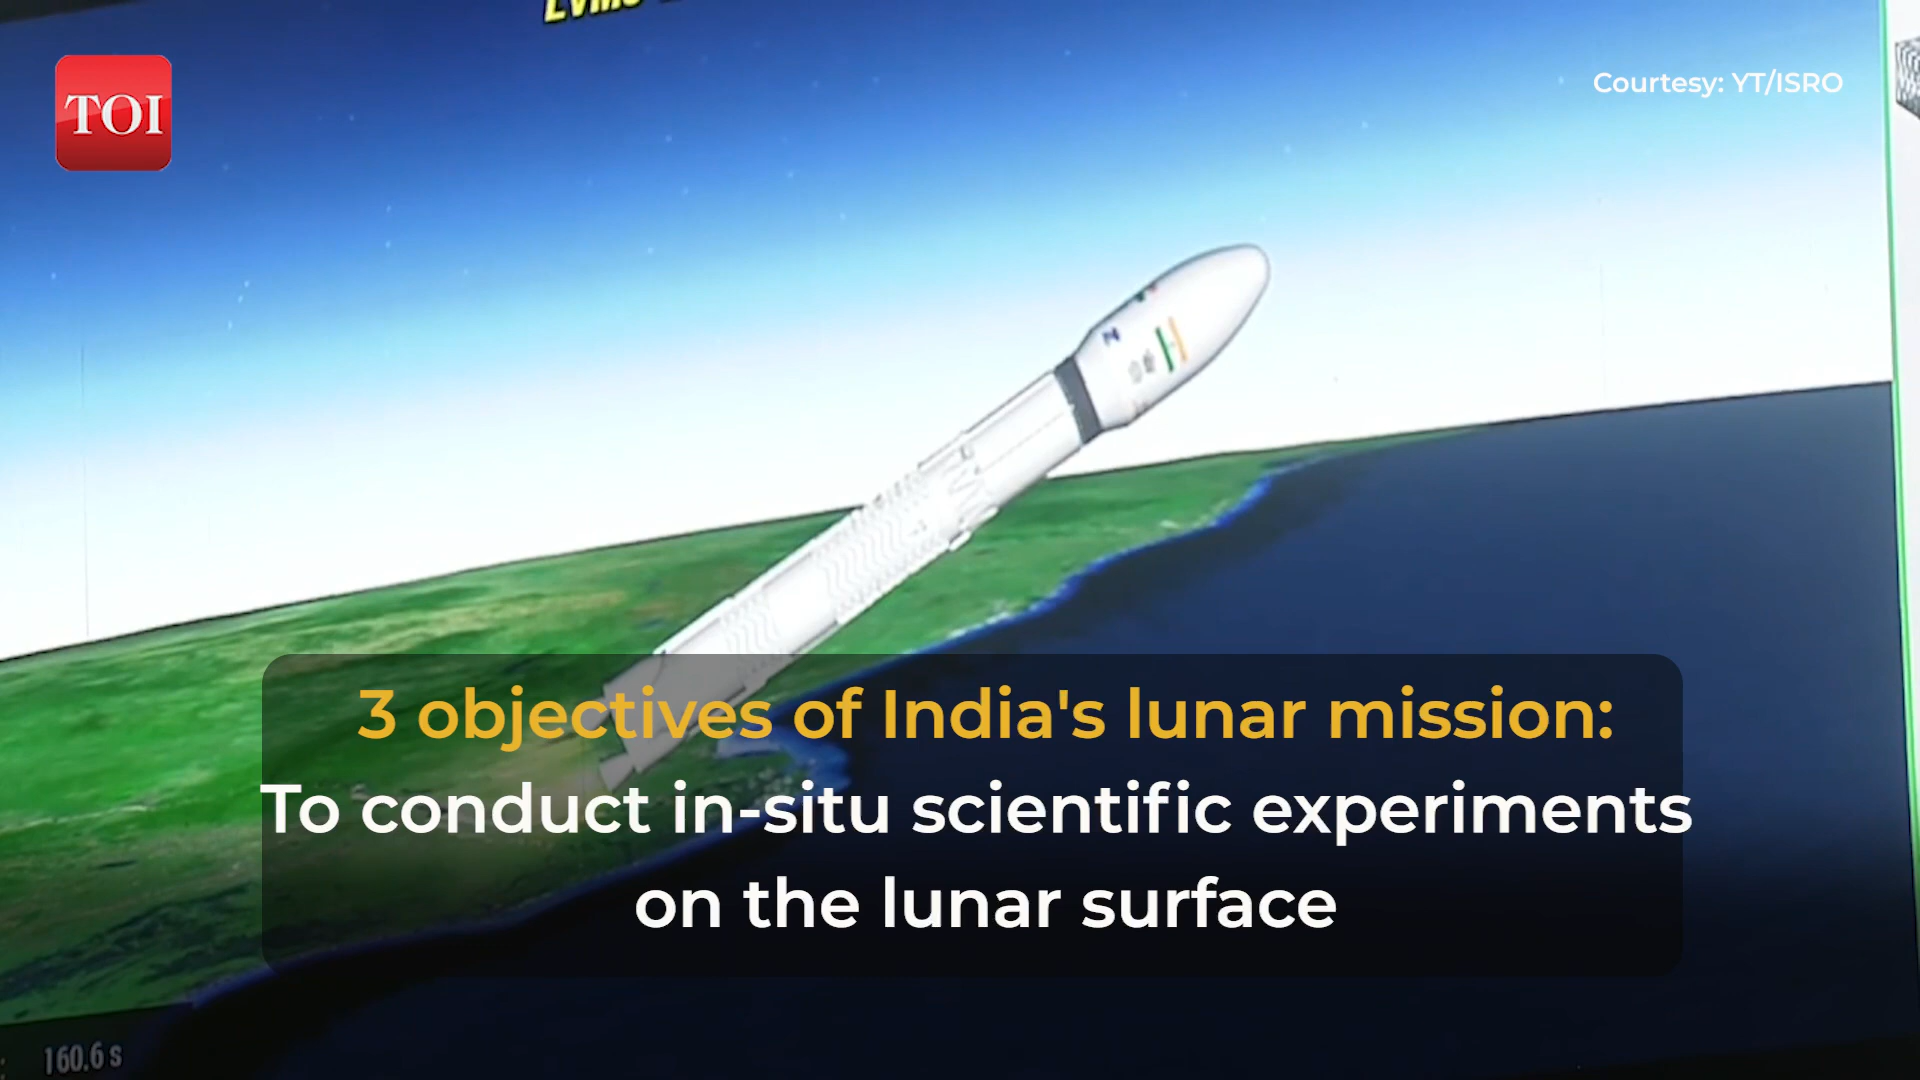 TOI
Courtesy: YT/ISRO
3 objectives of India's lunar mission:
To conduct in-situ scientific experiments
on the lunar surface
160.6 s